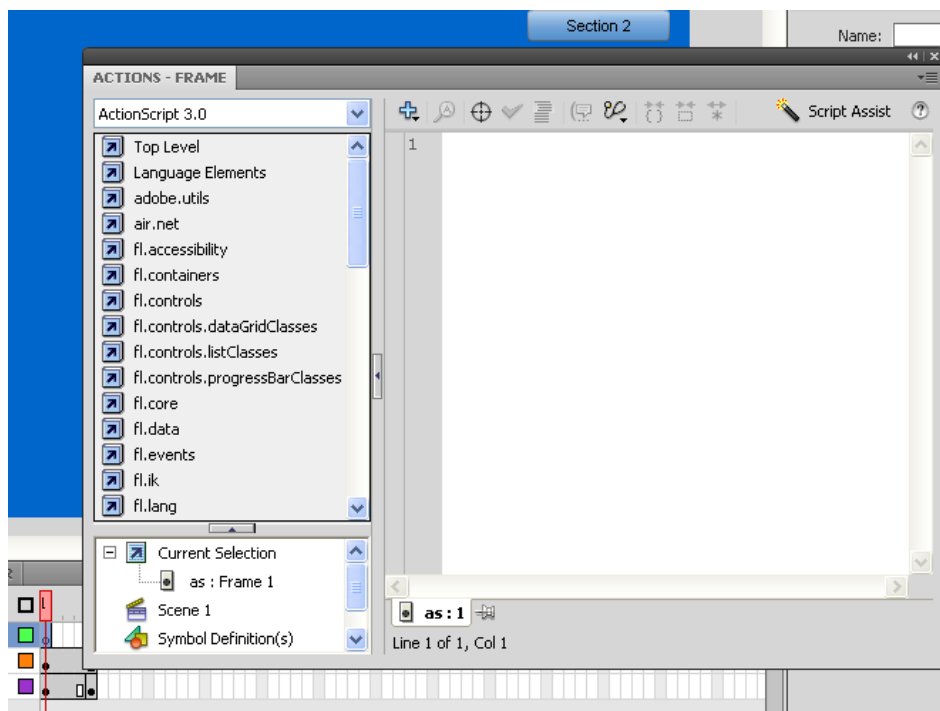 Section 2
Name:
ACTIONS - FRAME
ActionScript 3.0
Script Assist
Top Level
1
Language Elements
adobe.utils
air.net
fl.accessibility
fl.containers
fl.controls
fl.controls.dataGridClasses
fl.controls.listClasses
fl.controls.progressBarClasses
fl.core
fl.data
fl.events
fl.ik
fl.lang
Current Selection
as : Frame 1
Scene 1
as : 1
Symbol Definition(s)
Line 1 of 1, Col 1